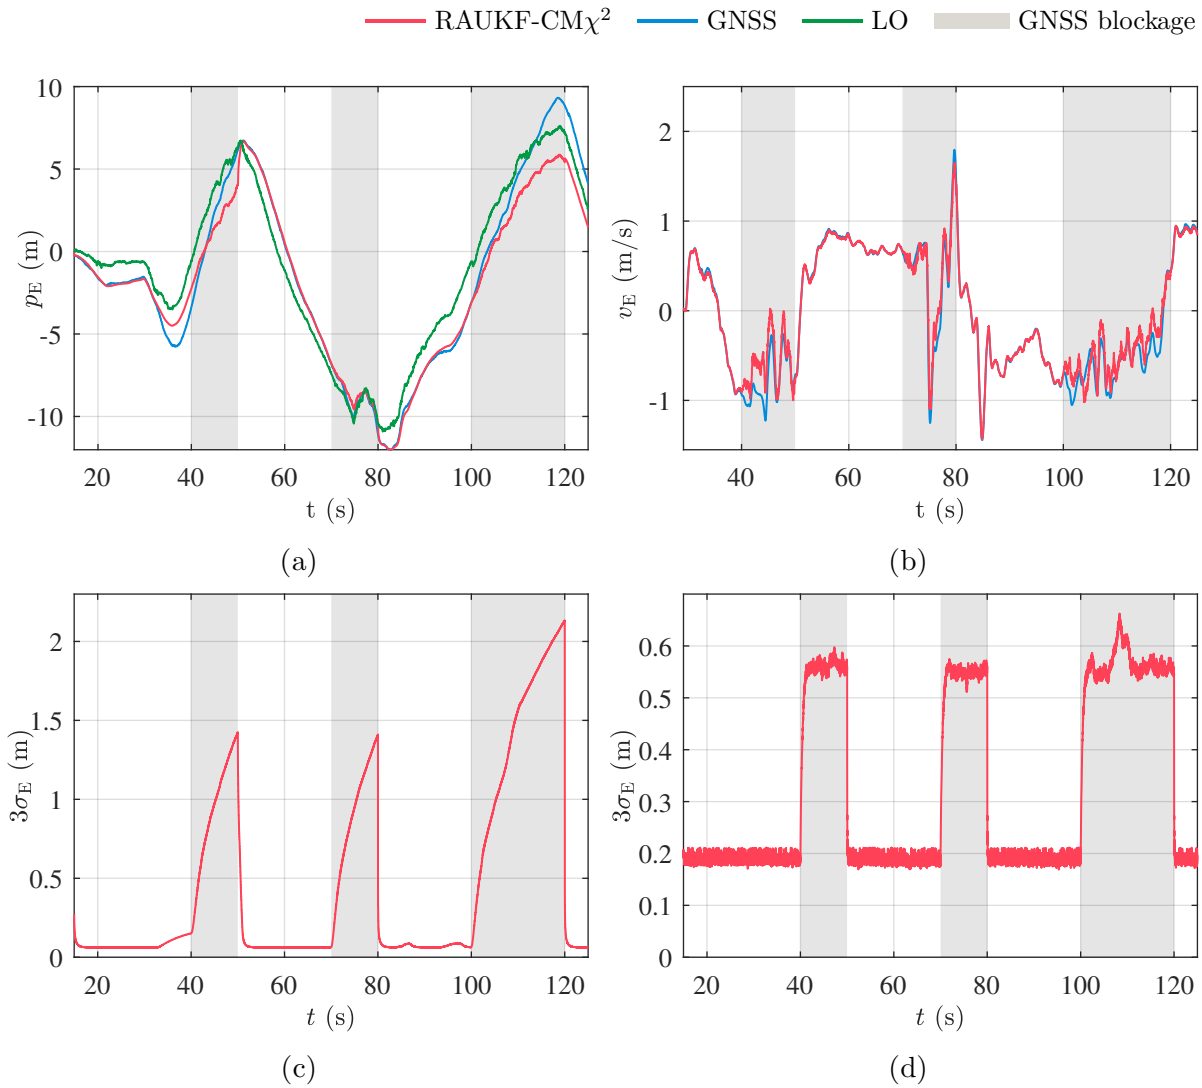 RAUKF-CMχ² GNSS LO GNSS blockage
10
5
0
-5
-10
p_E (m)
20 40 60 80 100 120
t (s)
(a)
2
1
0
-1
v_E (m/s)
40 60 80 100 120
t (s)
(b)
2
1.5
1
0.5
0
3σ_E (m)
20 40 60 80 100 120
t (s)
(c)
0.6
0.5
0.4
0.3
0.2
0.1
0
3σ_E (m)
20 40 60 80 100 120
t (s)
(d)